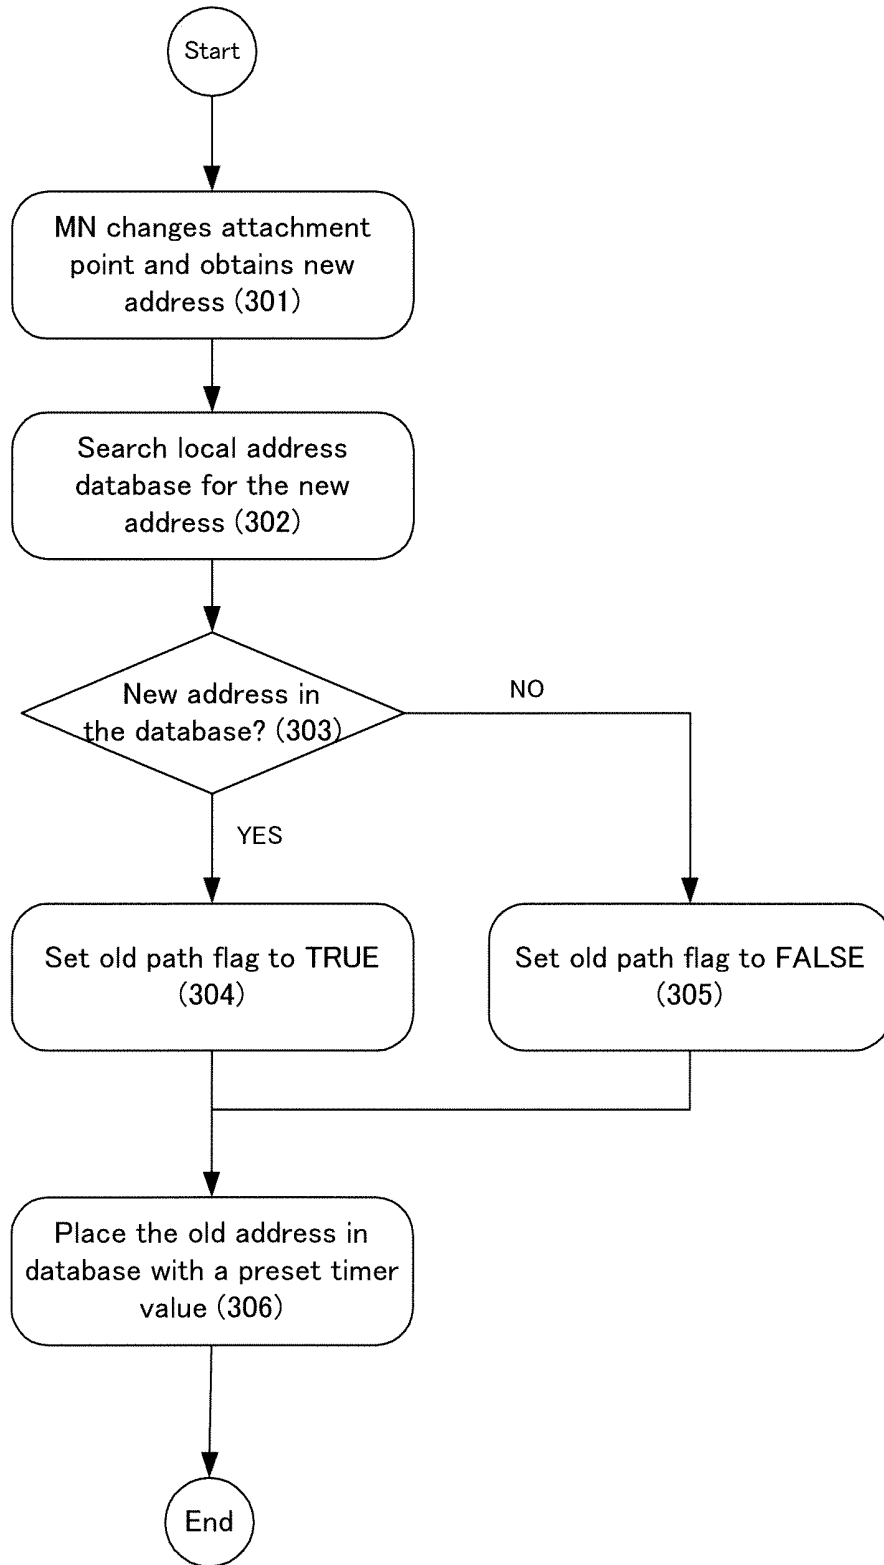 Start
MN changes attachment
point and obtains new
address (301)
Search local address
database for the new
address (302)
New address in
the database? (303)
NO
YES
Set old path flag to TRUE
(304)
Set old path flag to FALSE
(305)
Place the old address in
database with a preset timer
value (306)
End